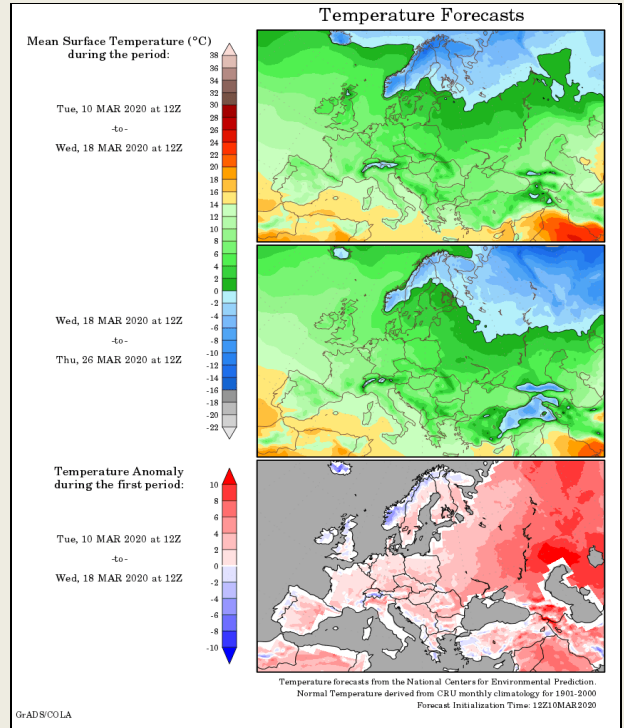 Temperature Forecasts
Mean Surface Temperature (°C)
during the period:
Tue, 10 MAR 2020 at 12Z
-to-
Wed, 18 MAR 2020 at 12Z
38
36
34
32
30
28
26
24
22
20
18
16
14
12
10
8
6
4
2
0
-2
-4
-6
-8
-10
-12
-14
-16
-18
-20
-22
Wed, 18 MAR 2020 at 12Z
-to-
Thu, 26 MAR 2020 at 12Z
Temperature Anomaly
during the first period:
Tue, 10 MAR 2020 at 12Z
-to-
Wed, 18 MAR 2020 at 12Z
10
8
6
4
2
0
-2
-4
-6
-8
-10
Temperature forecasts from the National Centers for Environmental Prediction.
Normal Temperature derived from CRU monthly climatology for 1901-2000
Forecast Initialization Time: 12Z10MAR2020
GrADS/COLA